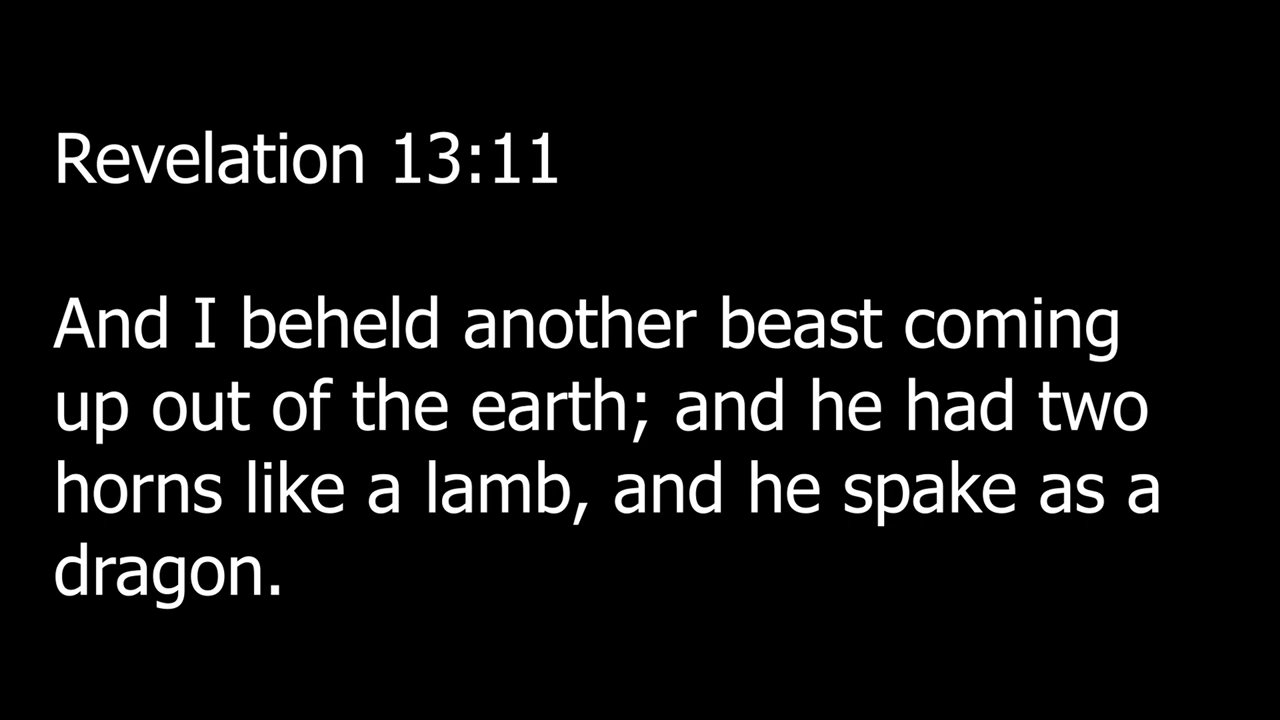 Revelation 13:11
And I beheld another beast coming
up out of the earth; and he had two
horns like a lamb, and he spake as a
dragon.